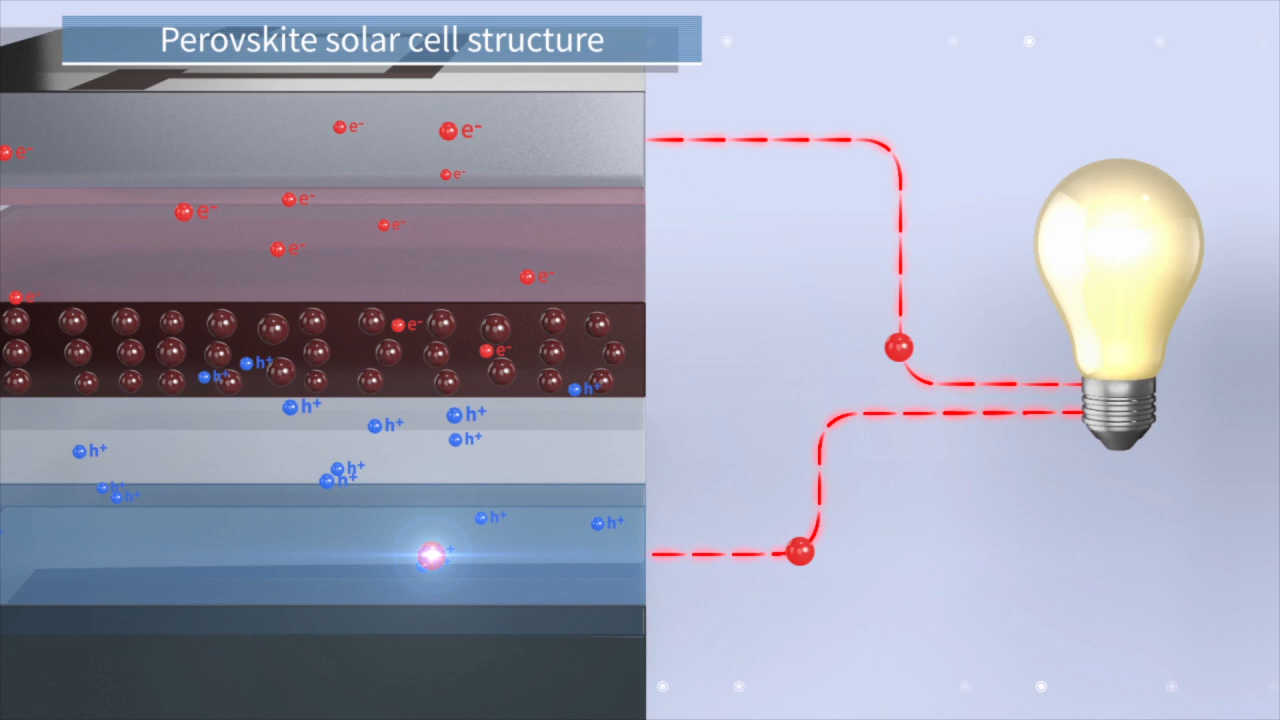 Perovskite solar cell structure
e-
e-
e-
e-
e-
e-
e-
e-
e-
e-
e-
e-
h+
h+
h+
h+
h+
h+
h+
h+
h+
h+
h+
h+
h+
h+